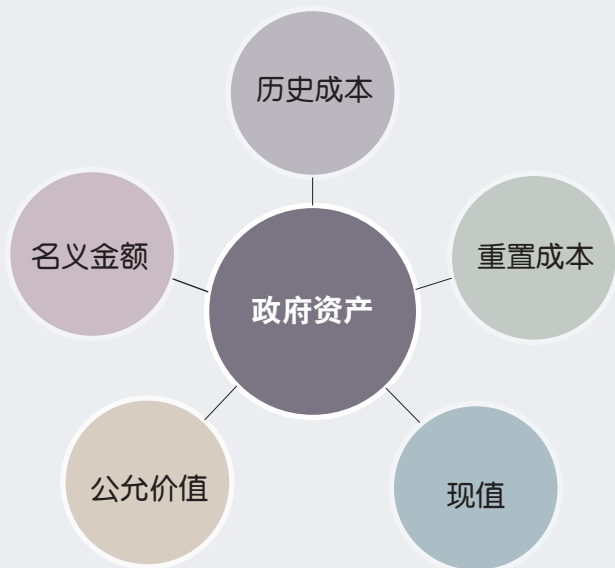 历史成本
名义金额
重置成本
政府资产
公允价值
现值